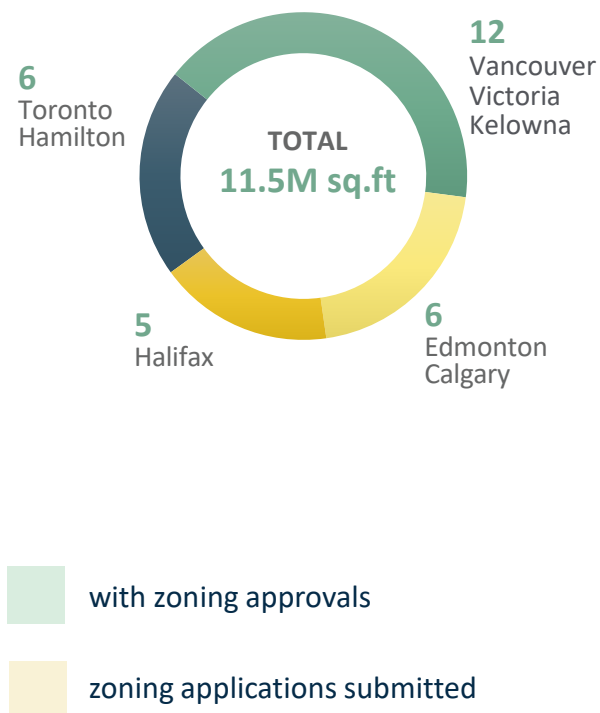 12
Vancouver
Victoria
Kelowna
6
Toronto
Hamilton
TOTAL
11.5M sq.ft
5
Halifax
6
Edmonton
Calgary
with zoning approvals
zoning applications submitted